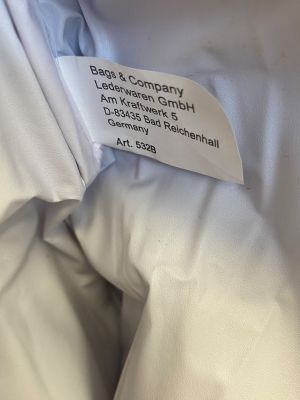 Bags & Company
Lederwaren GmbH
Am Kraftwerk 5
D-83435 Bad Reichenhall
Germany
Art. 532B